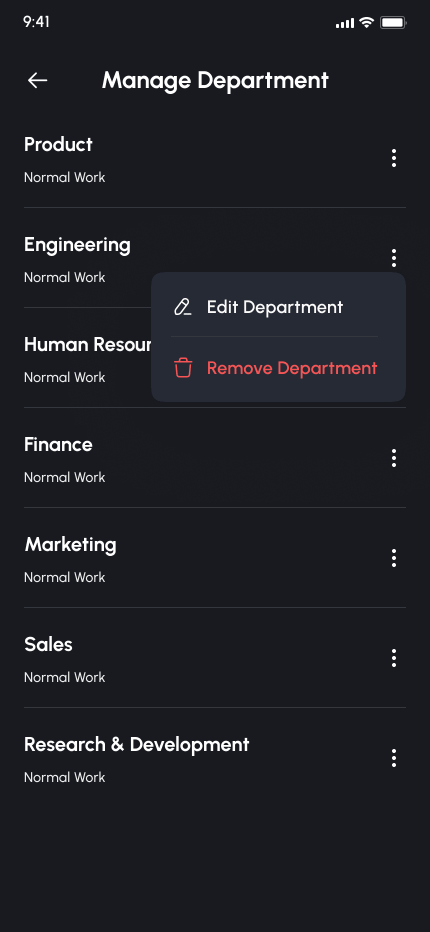 9:41
Manage Department
Product
Normal Work
Engineering
Normal Work
Edit Department
Human Resour
Normal Work
Remove Department
Finance
Normal Work
Marketing
Normal Work
Sales
Normal Work
Research & Development
Normal Work